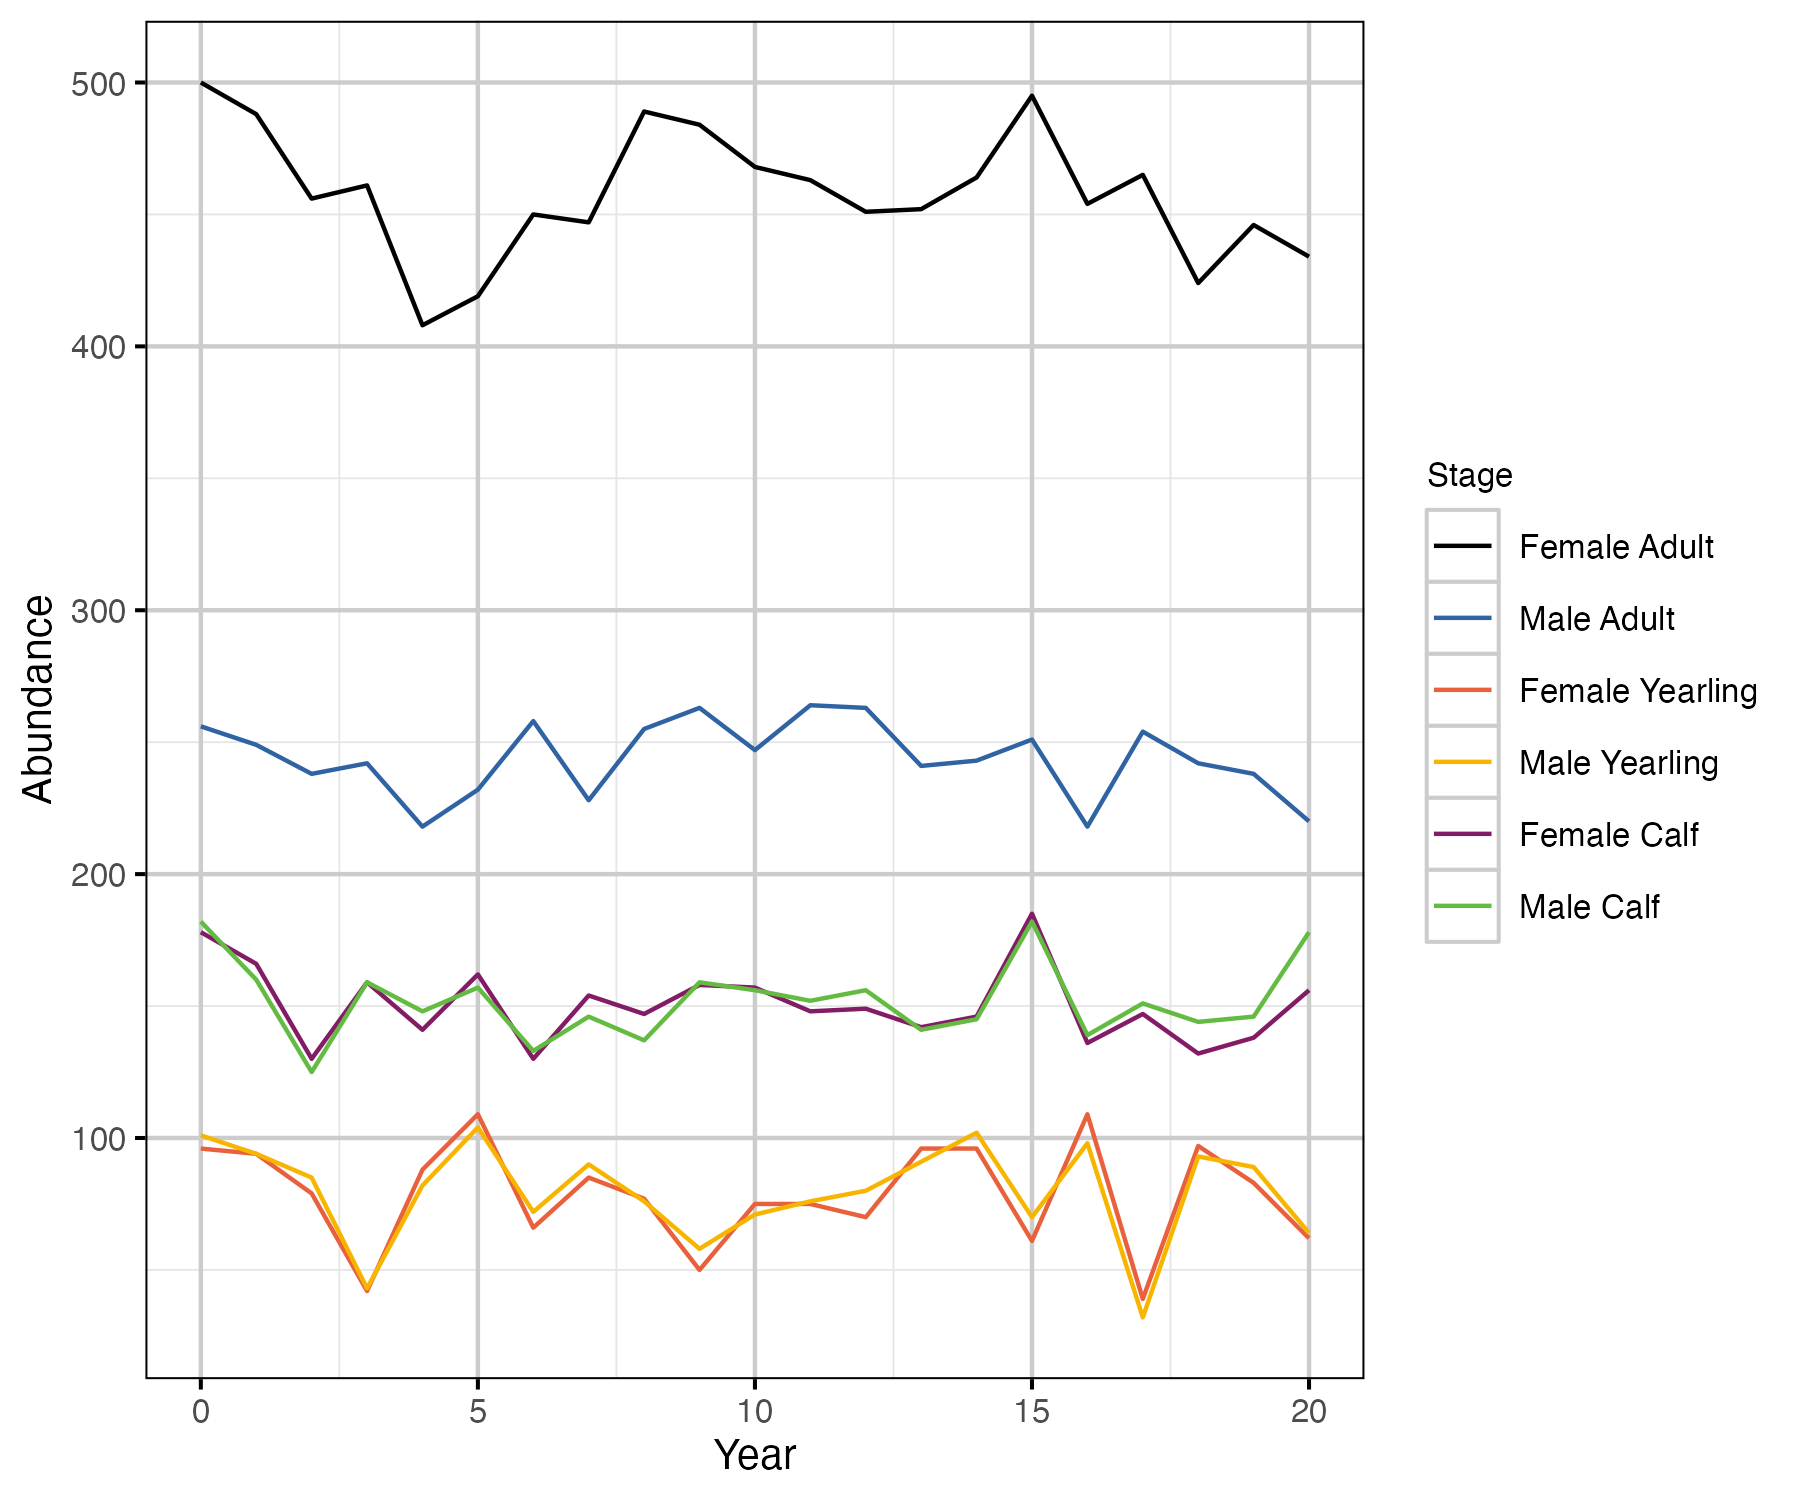 500
400
300
200
100
Abundance
0 5 10 15 20
Year
Stage
Female Adult
Male Adult
Female Yearling
Male Yearling
Female Calf
Male Calf